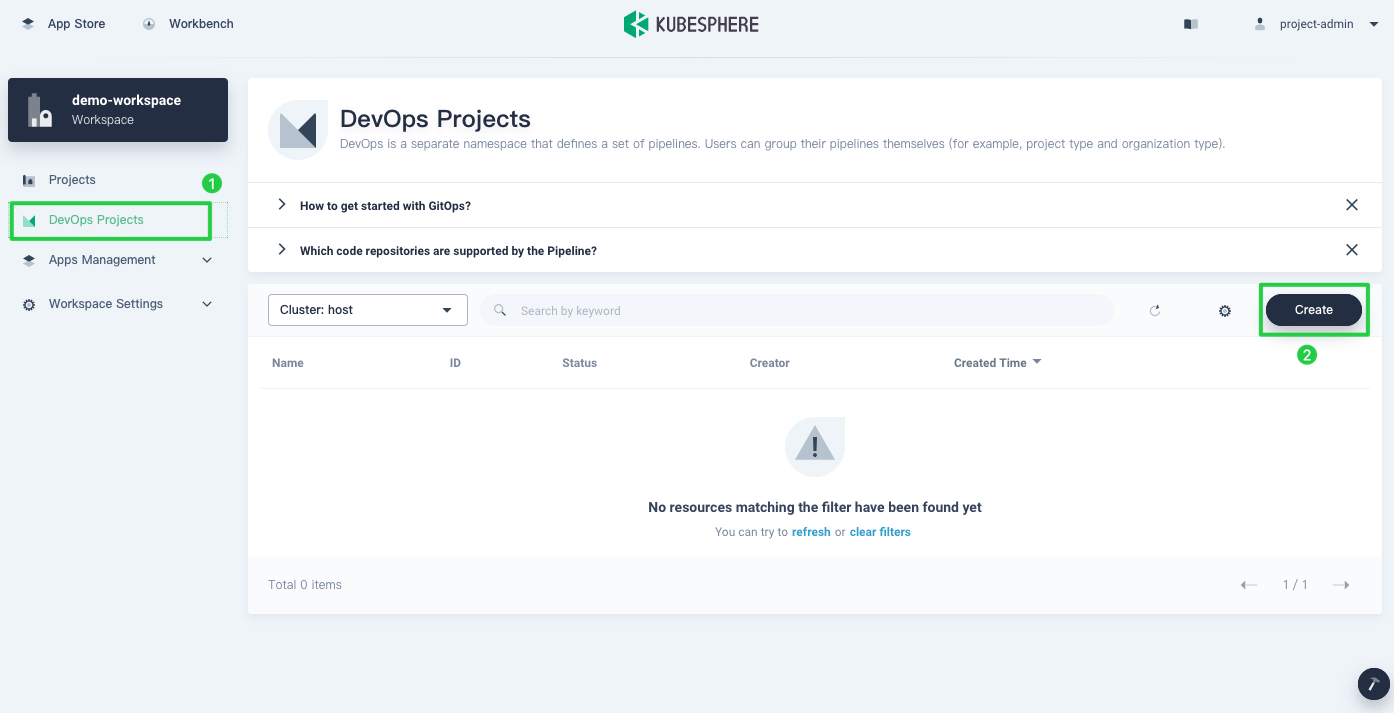 App Store
Workbench
KUBESPHERE
project-admin
demo-workspace
Workspace
Projects
1
DevOps Projects
Apps Management
Workspace Settings
DevOps Projects
DevOps is a separate namespace that defines a set of pipelines. Users can group their pipelines themselves (for example, project type and organization type).
How to get started with GitOps?
Which code repositories are supported by the Pipeline?
Cluster: host
Search by keyword
Create
2
Name ID Status Creator Created Time
No resources matching the filter have been found yet
You can try to refresh or clear filters
Total 0 items
1 / 1